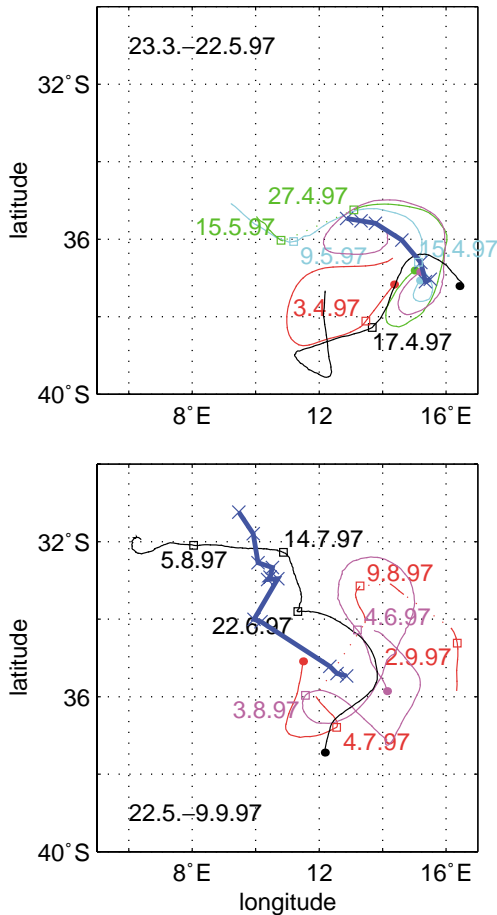 23.3.−22.5.97
32°S
27.4.97
15.5.97
9.5.97
15.4.97
36°S
3.4.97
17.4.97
40°S
8°E
12
16°E
latitude
32°S
5.8.97
14.7.97
9.8.97
22.6.97
4.6.97
2.9.97
36°S
3.8.97
4.7.97
22.5.−9.9.97
40°S
8°E
12
16°E
latitude
longitude